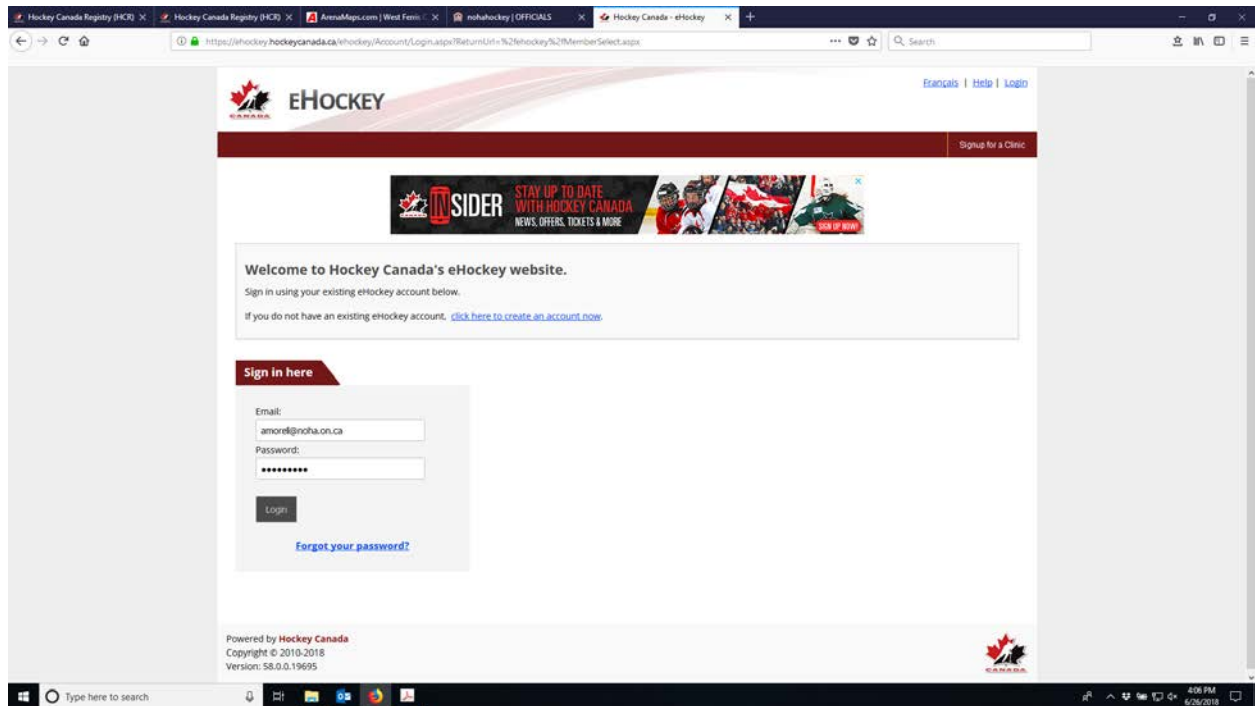 Hockey Canada Registry (HCR)
Hockey Canada Registry (HCR)
ArenaMaps.com | West Ferris
nohahockey | OFFICIALS
Hockey Canada - eHockey
https://ehockey.hockeycanada.ca/ehockey/Account/Login.aspx?ReturnUrl=%2fehockey%2fMemberSelect.aspx
Search
Français | Help | Login
CANADA
EHOCKEY
Signup for a Clinic
CANADA
INSIDER
STAY UP TO DATE
WITH HOCKEY CANADA
NEWS, OFFERS, TICKETS & MORE
SIGN UP NOW!
Welcome to Hockey Canada's eHockey website.
Sign in using your existing eHockey account below.
If you do not have an existing eHockey account, click here to create an account now.
Sign in here
Email:
amorell@noha.on.ca
Password:
•••••••••
Login
Forgot your password?
Powered by Hockey Canada
Copyright © 2010-2018
Version: 58.0.0.19695
CANADA
Type here to search
4:06 PM
6/26/2018